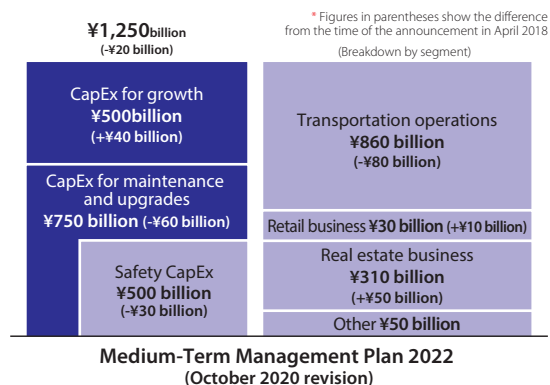 ¥1,250billion
(-¥20 billion)
* Figures in parentheses show the difference
from the time of the announcement in April 2018
(Breakdown by segment)
CapEx for growth
¥500billion
(+¥40 billion)
CapEx for maintenance
and upgrades
¥750 billion (-¥60 billion)
Safety CapEx
¥500 billion
(-¥30 billion)
Transportation operations
¥860 billion
(-¥80 billion)
Retail business ¥30 billion (+¥10 billion)
Real estate business
¥310 billion
(+¥50 billion)
Other ¥50 billion
Medium-Term Management Plan 2022
(October 2020 revision)